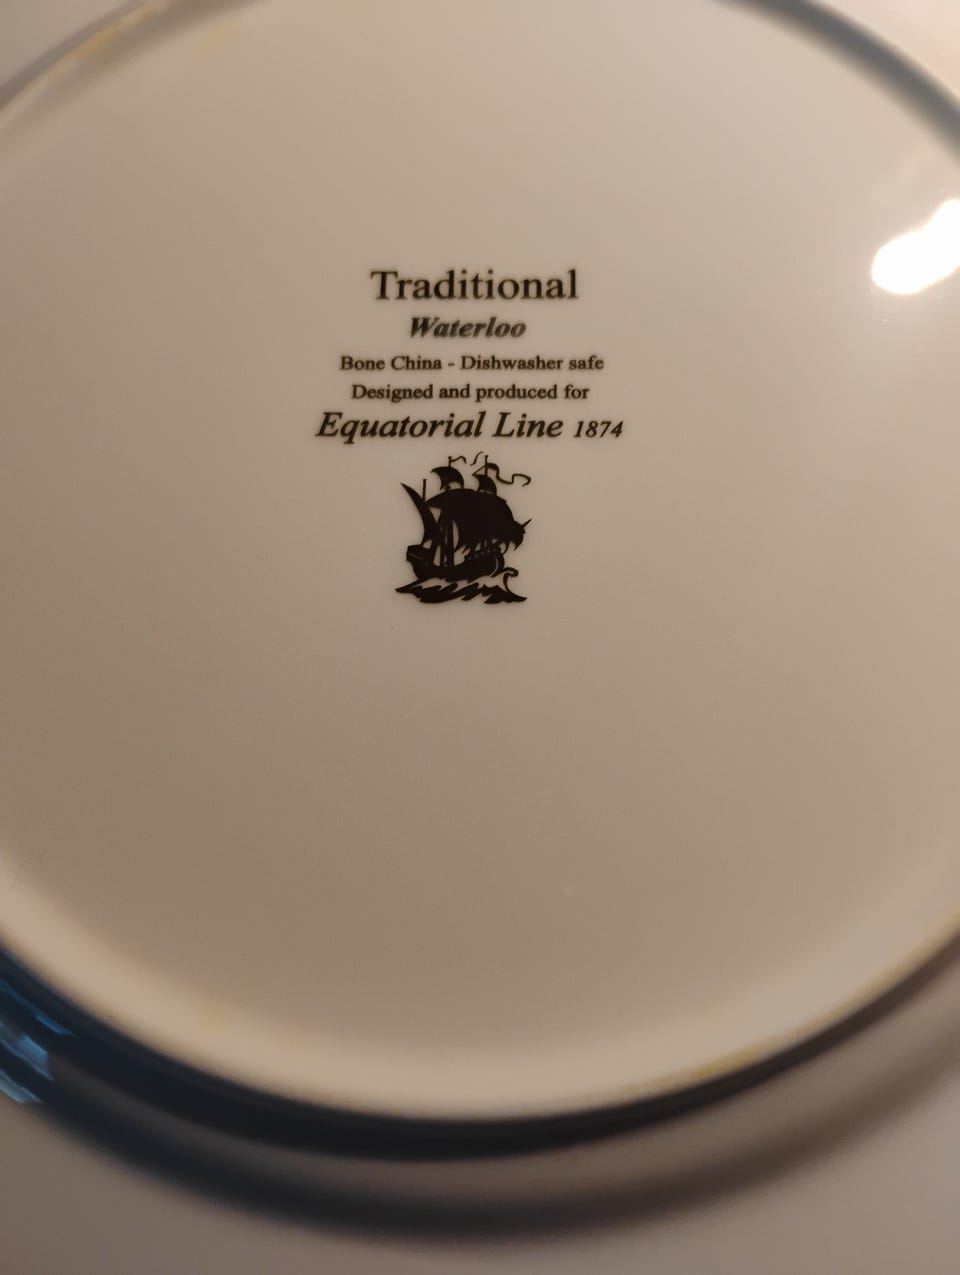 Traditional
Waterloo
Bone China - Dishwasher safe
Designed and produced for
Equatorial Line 1874